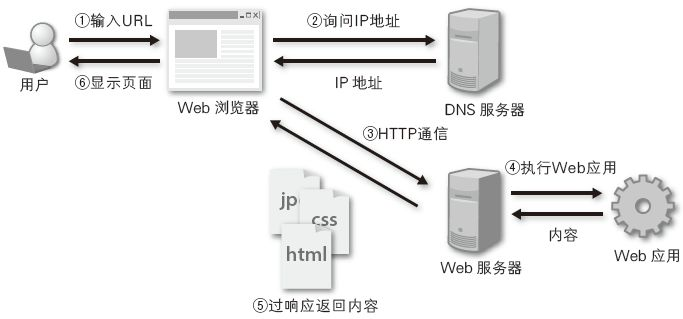 ①输入URL
②询问IP地址
⑥显示页面
IP 地址
用户
Web 浏览器
DNS 服务器
③HTTP通信
④执行Web应用
jp
css
html
内容
Web 服务器
Web 应用
⑤过响应返回内容